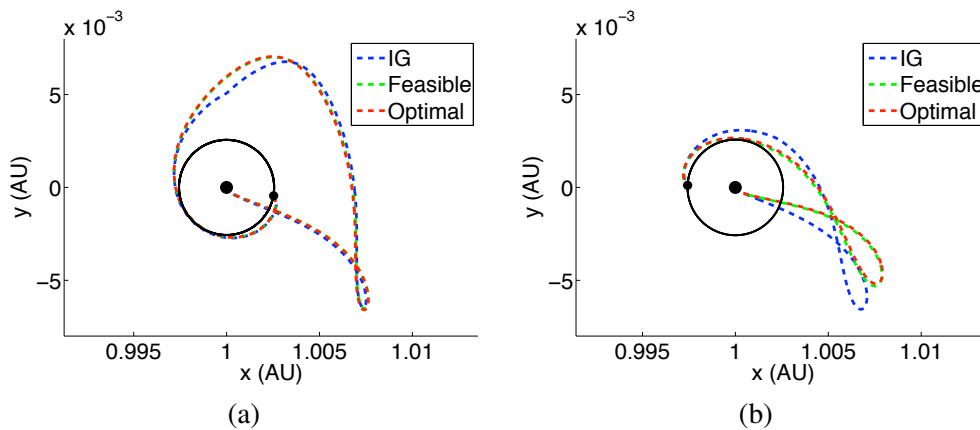 x 10⁻³
IG
Feasible
Optimal
5
0
−5
y (AU)
0.995
1
1.005
1.01
x (AU)
(a)
x 10⁻³
IG
Feasible
Optimal
5
0
−5
y (AU)
0.995
1
1.005
1.01
x (AU)
(b)